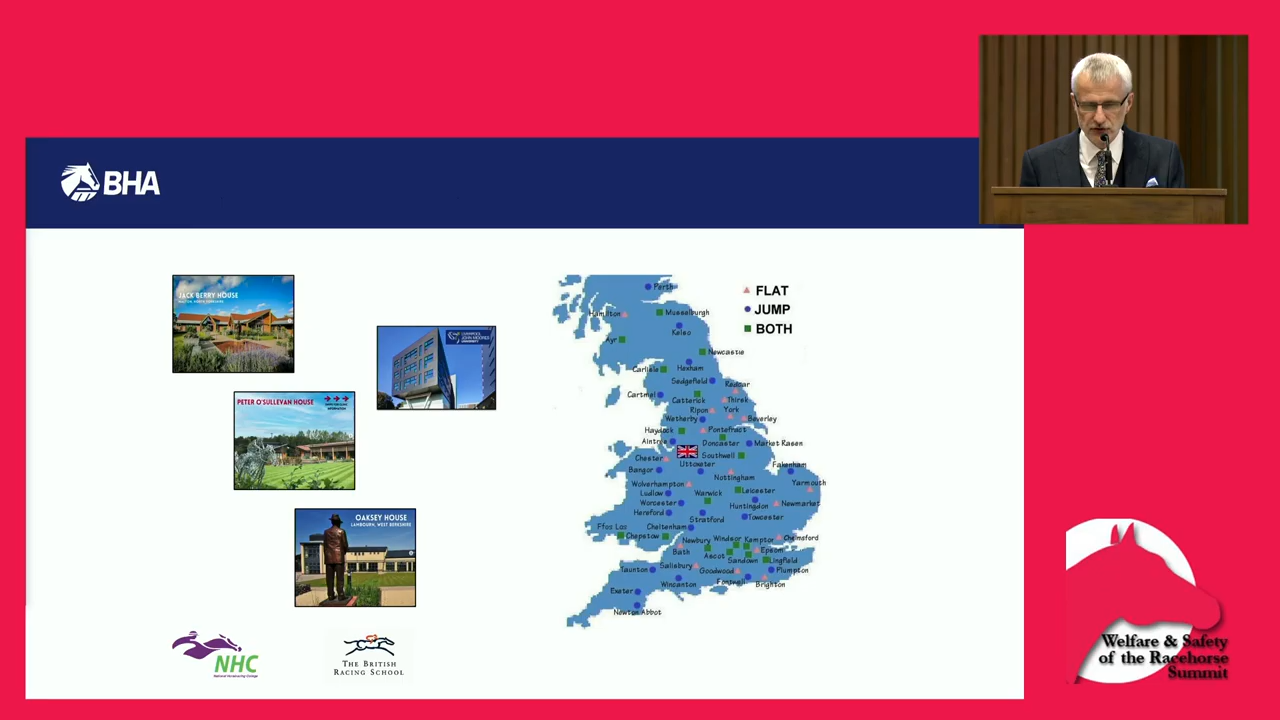 BHA
JACK BERRY HOUSE
PETER O'SULLEVAN HOUSE
LIVERPOOL
JOHN MOORES
UNIVERSITY
OAKSEY HOUSE
LAMBOURN, WEST BERKSHIRE
NHC
THE BRITISH
RACING SCHOOL
FLAT
JUMP
BOTH
Perth
Hamilton
Musselburgh
Kelso
Ayr
Newcastle
Carlisle
Hexham
Sedgefield
Redcar
Cartmel
Catterick
Thirsk
Ripon
York
Wetherby
Beverley
Haydock
Pontefract
Aintree
Doncaster
Market Rasen
Chester
Southwell
Bangor
Uttoxeter
Fakenham
Nottingham
Wolverhampton
Yarmouth
Ludlow
Warwick
Leicester
Worcester
Huntingdon
Newmarket
Hereford
Stratford
Towcester
Ffos Las
Cheltenham
Chepstow
Newbury
Windsor
Kempton
Chelmsford
Bath
Ascot
Epsom
Sandown
Lingfield
Taunton
Salisbury
Goodwood
Plumpton
Wincanton
Fontwell
Brighton
Exeter
Newton Abbot
Welfare & Safety
of the Racehorse
Summit